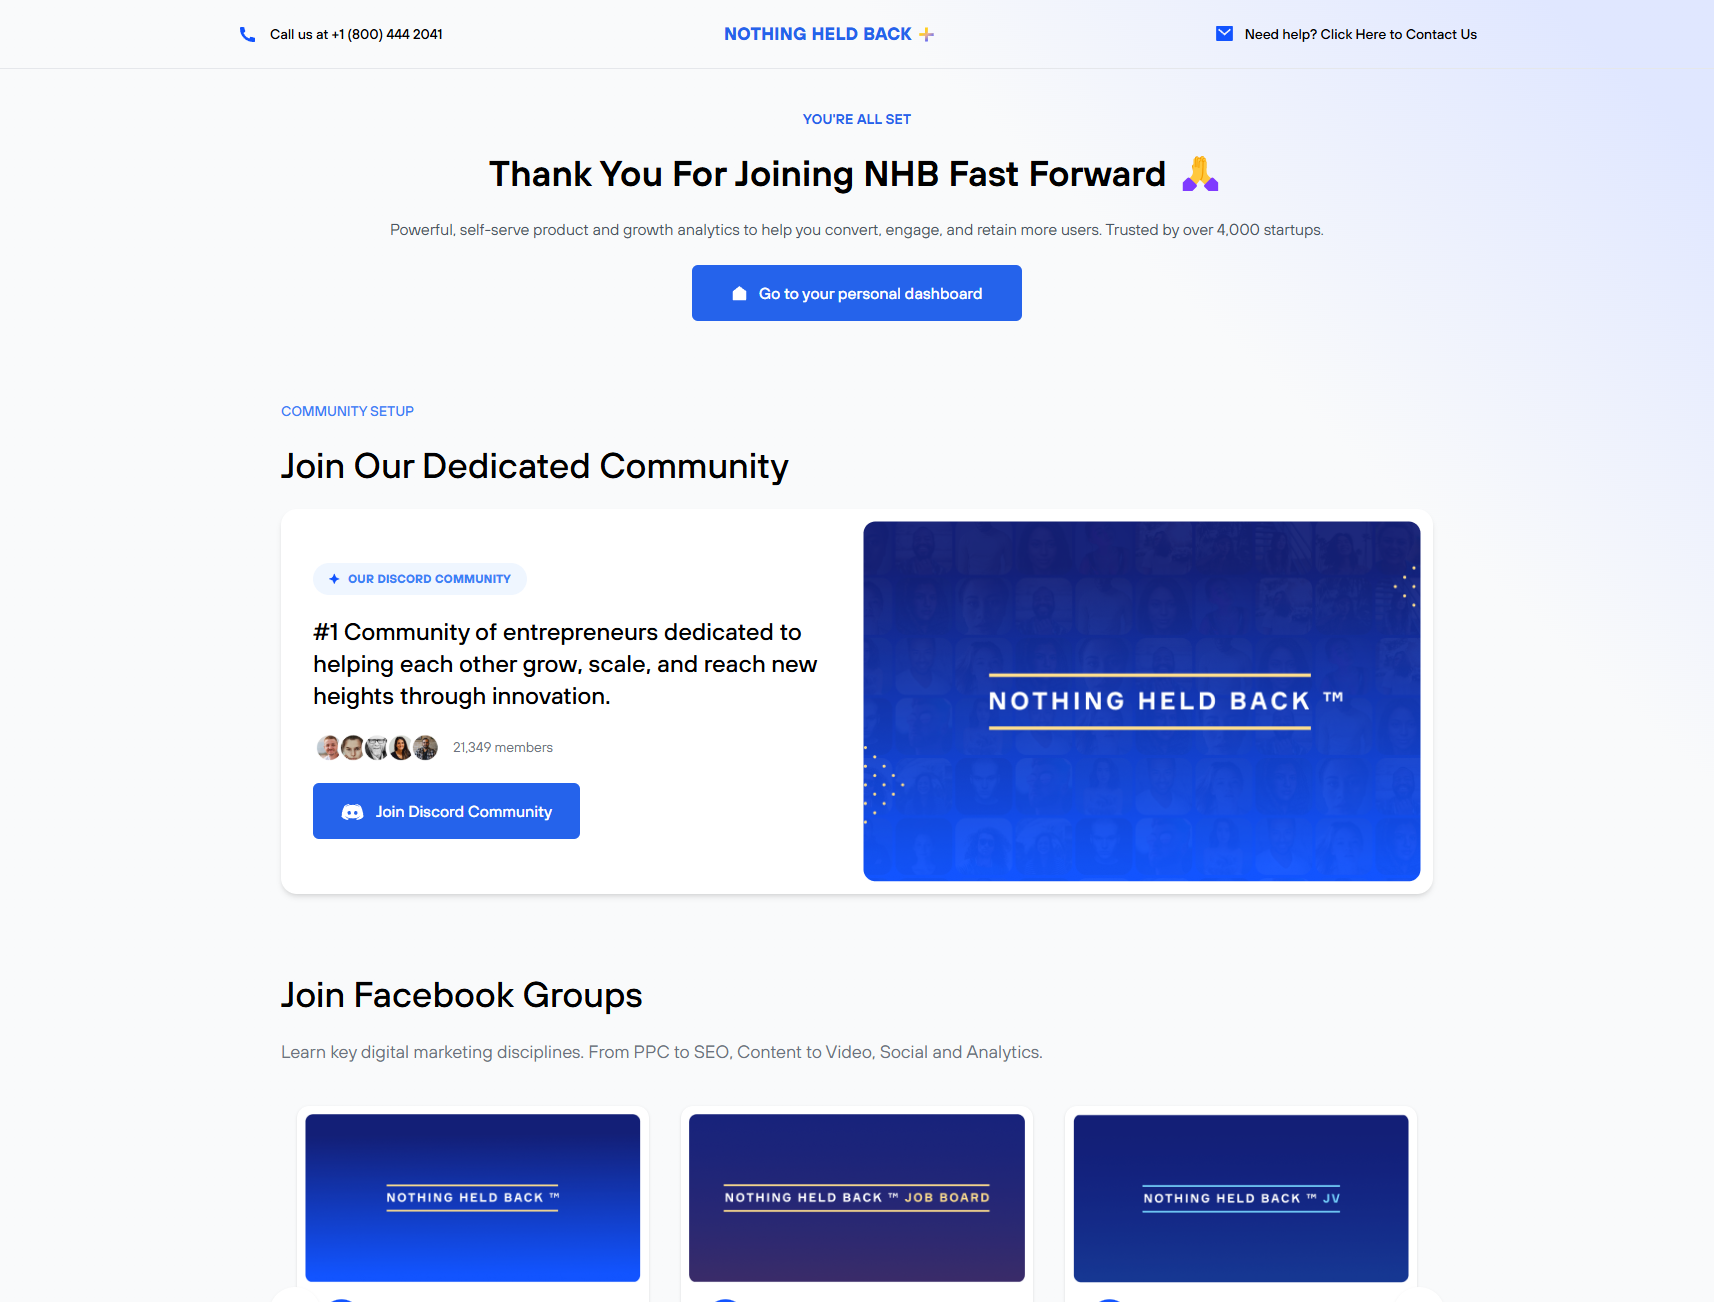 Call us at +1 (800) 444 2041
NOTHING HELD BACK
Need help? Click Here to Contact Us
YOU'RE ALL SET
Thank You For Joining NHB Fast Forward
Powerful, self-serve product and growth analytics to help you convert, engage, and retain more users. Trusted by over 4,000 startups.
Go to your personal dashboard
COMMUNITY SETUP
Join Our Dedicated Community
OUR DISCORD COMMUNITY
#1 Community of entrepreneurs dedicated to
helping each other grow, scale, and reach new
heights through innovation.
21,349 members
Join Discord Community
NOTHING HELD BACK ™
Join Facebook Groups
Learn key digital marketing disciplines. From PPC to SEO, Content to Video, Social and Analytics.
NOTHING HELD BACK ™
NOTHING HELD BACK ™ JOB BOARD
NOTHING HELD BACK ™ JV